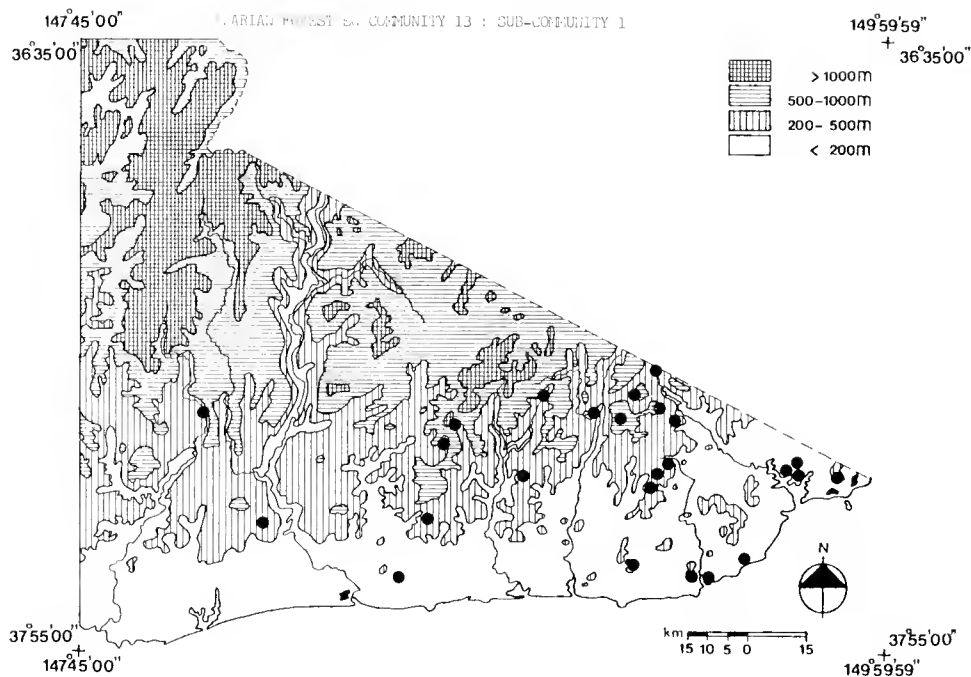 FOREST COMMUNITY 13 : SUB-COMMUNITY 1
147°45'00"
149°59'59"
36°35'00"
36°35'00"
>1000m
500-1000m
200-500m
< 200m
N
37°55'00"
37°55'00"
km
15 10 5 0 15
147°45'00"
149°59'59"